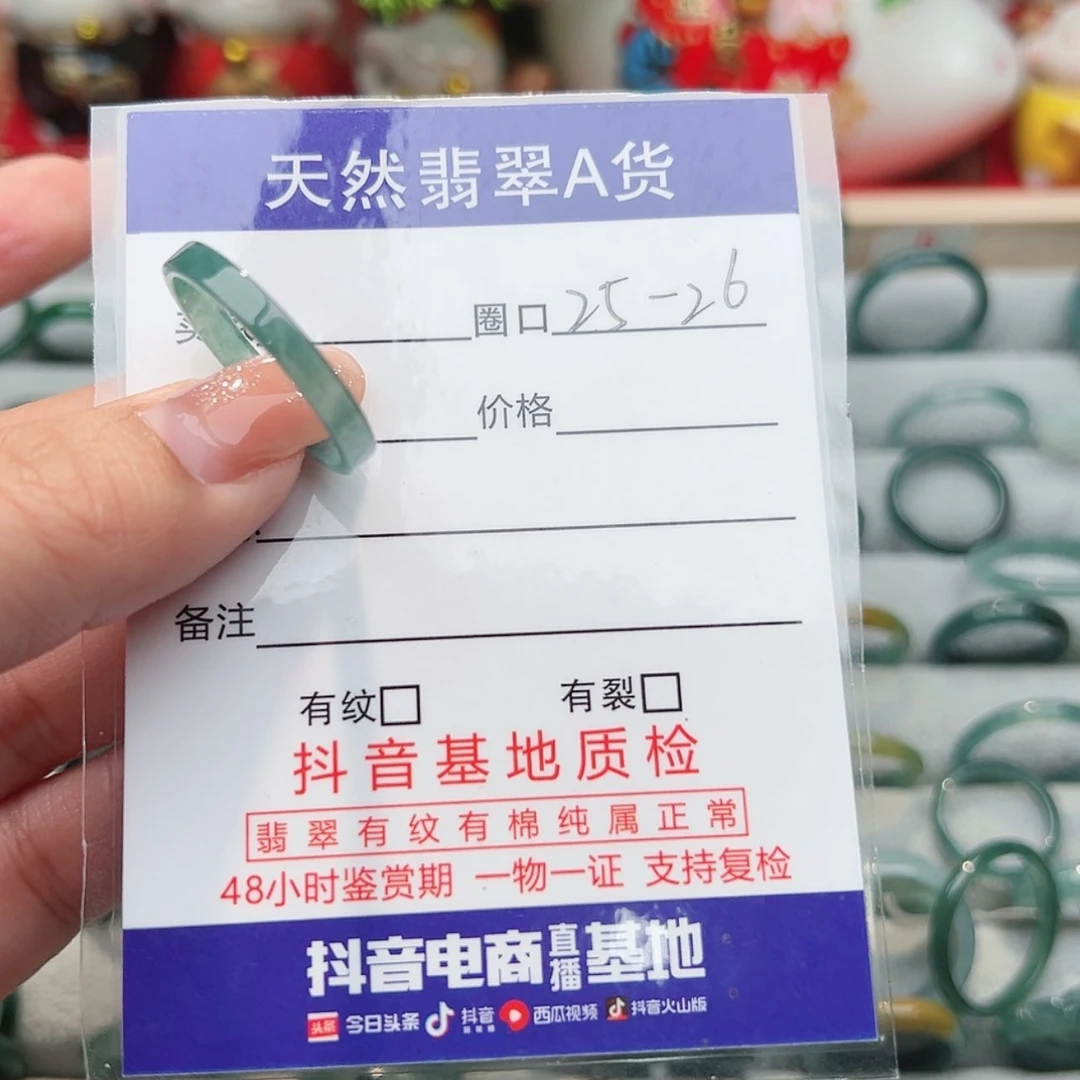 天然翡翠A货
圈口 25-26
价格
备注
有纹 有裂
抖音基地质检
翡翠有纹有棉纯属正常
48小时鉴赏期 一物一证 支持复检
抖音电商直播基地
头条 今日头条 抖音 西瓜视频 抖音火山版